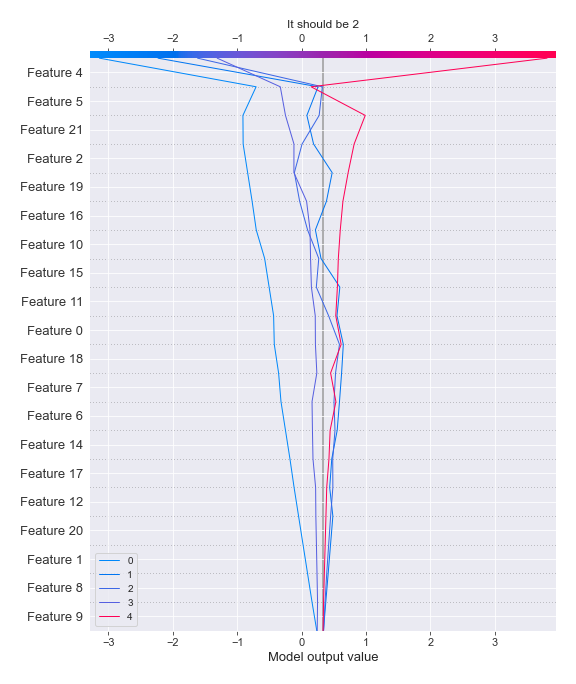 It should be 2
−3 −2 −1 0 1 2 3
Feature 4
Feature 5
Feature 21
Feature 2
Feature 19
Feature 16
Feature 10
Feature 15
Feature 11
Feature 0
Feature 18
Feature 7
Feature 6
Feature 14
Feature 17
Feature 12
Feature 20
Feature 1
Feature 8
Feature 9
0
1
2
3
4
−3 −2 −1 0 1 2 3
Model output value